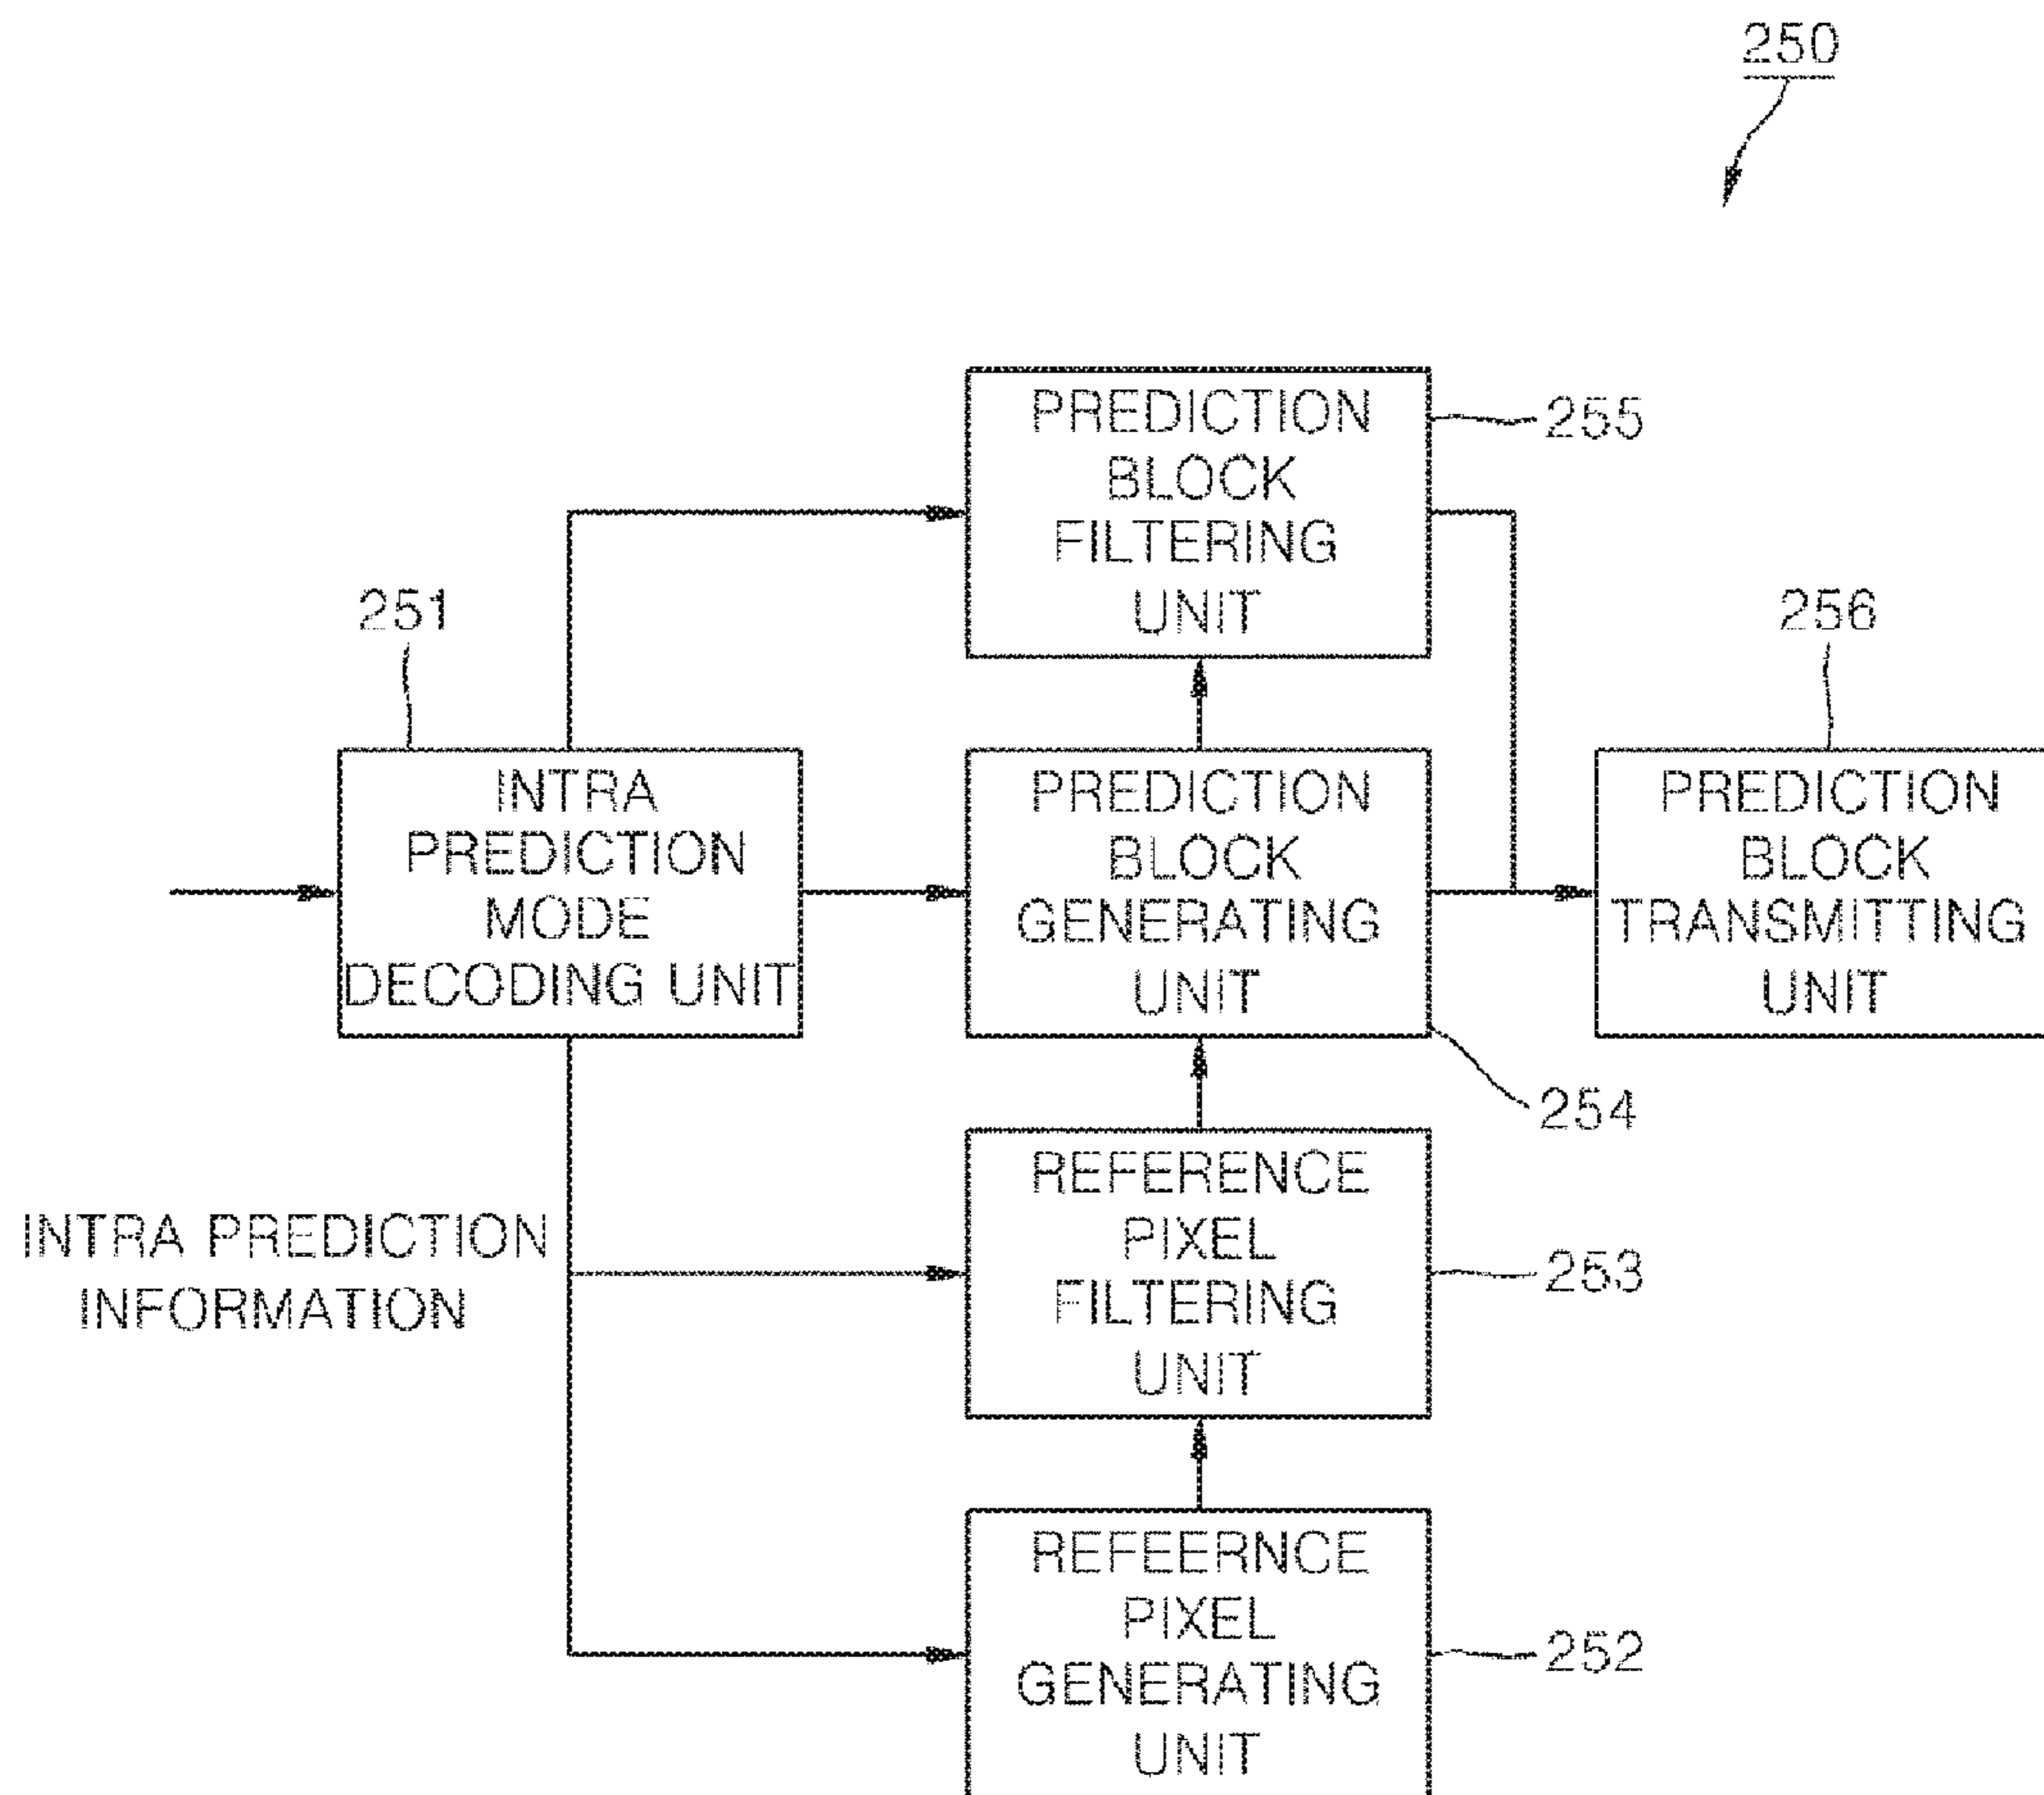 250
PREDICTION
BLOCK
FILTERING
UNIT
255
251
INTRA
PREDICTION
MODE
DECODING UNIT
PREDICTION
BLOCK
GENERATING
UNIT
254
256
PREDICTION
BLOCK
TRANSMITTING
UNIT
INTRA PREDICTION
INFORMATION
REFERENCE
PIXEL
FILTERING
UNIT
253
REFEERNCE
PIXEL
GENERATING
UNIT
252